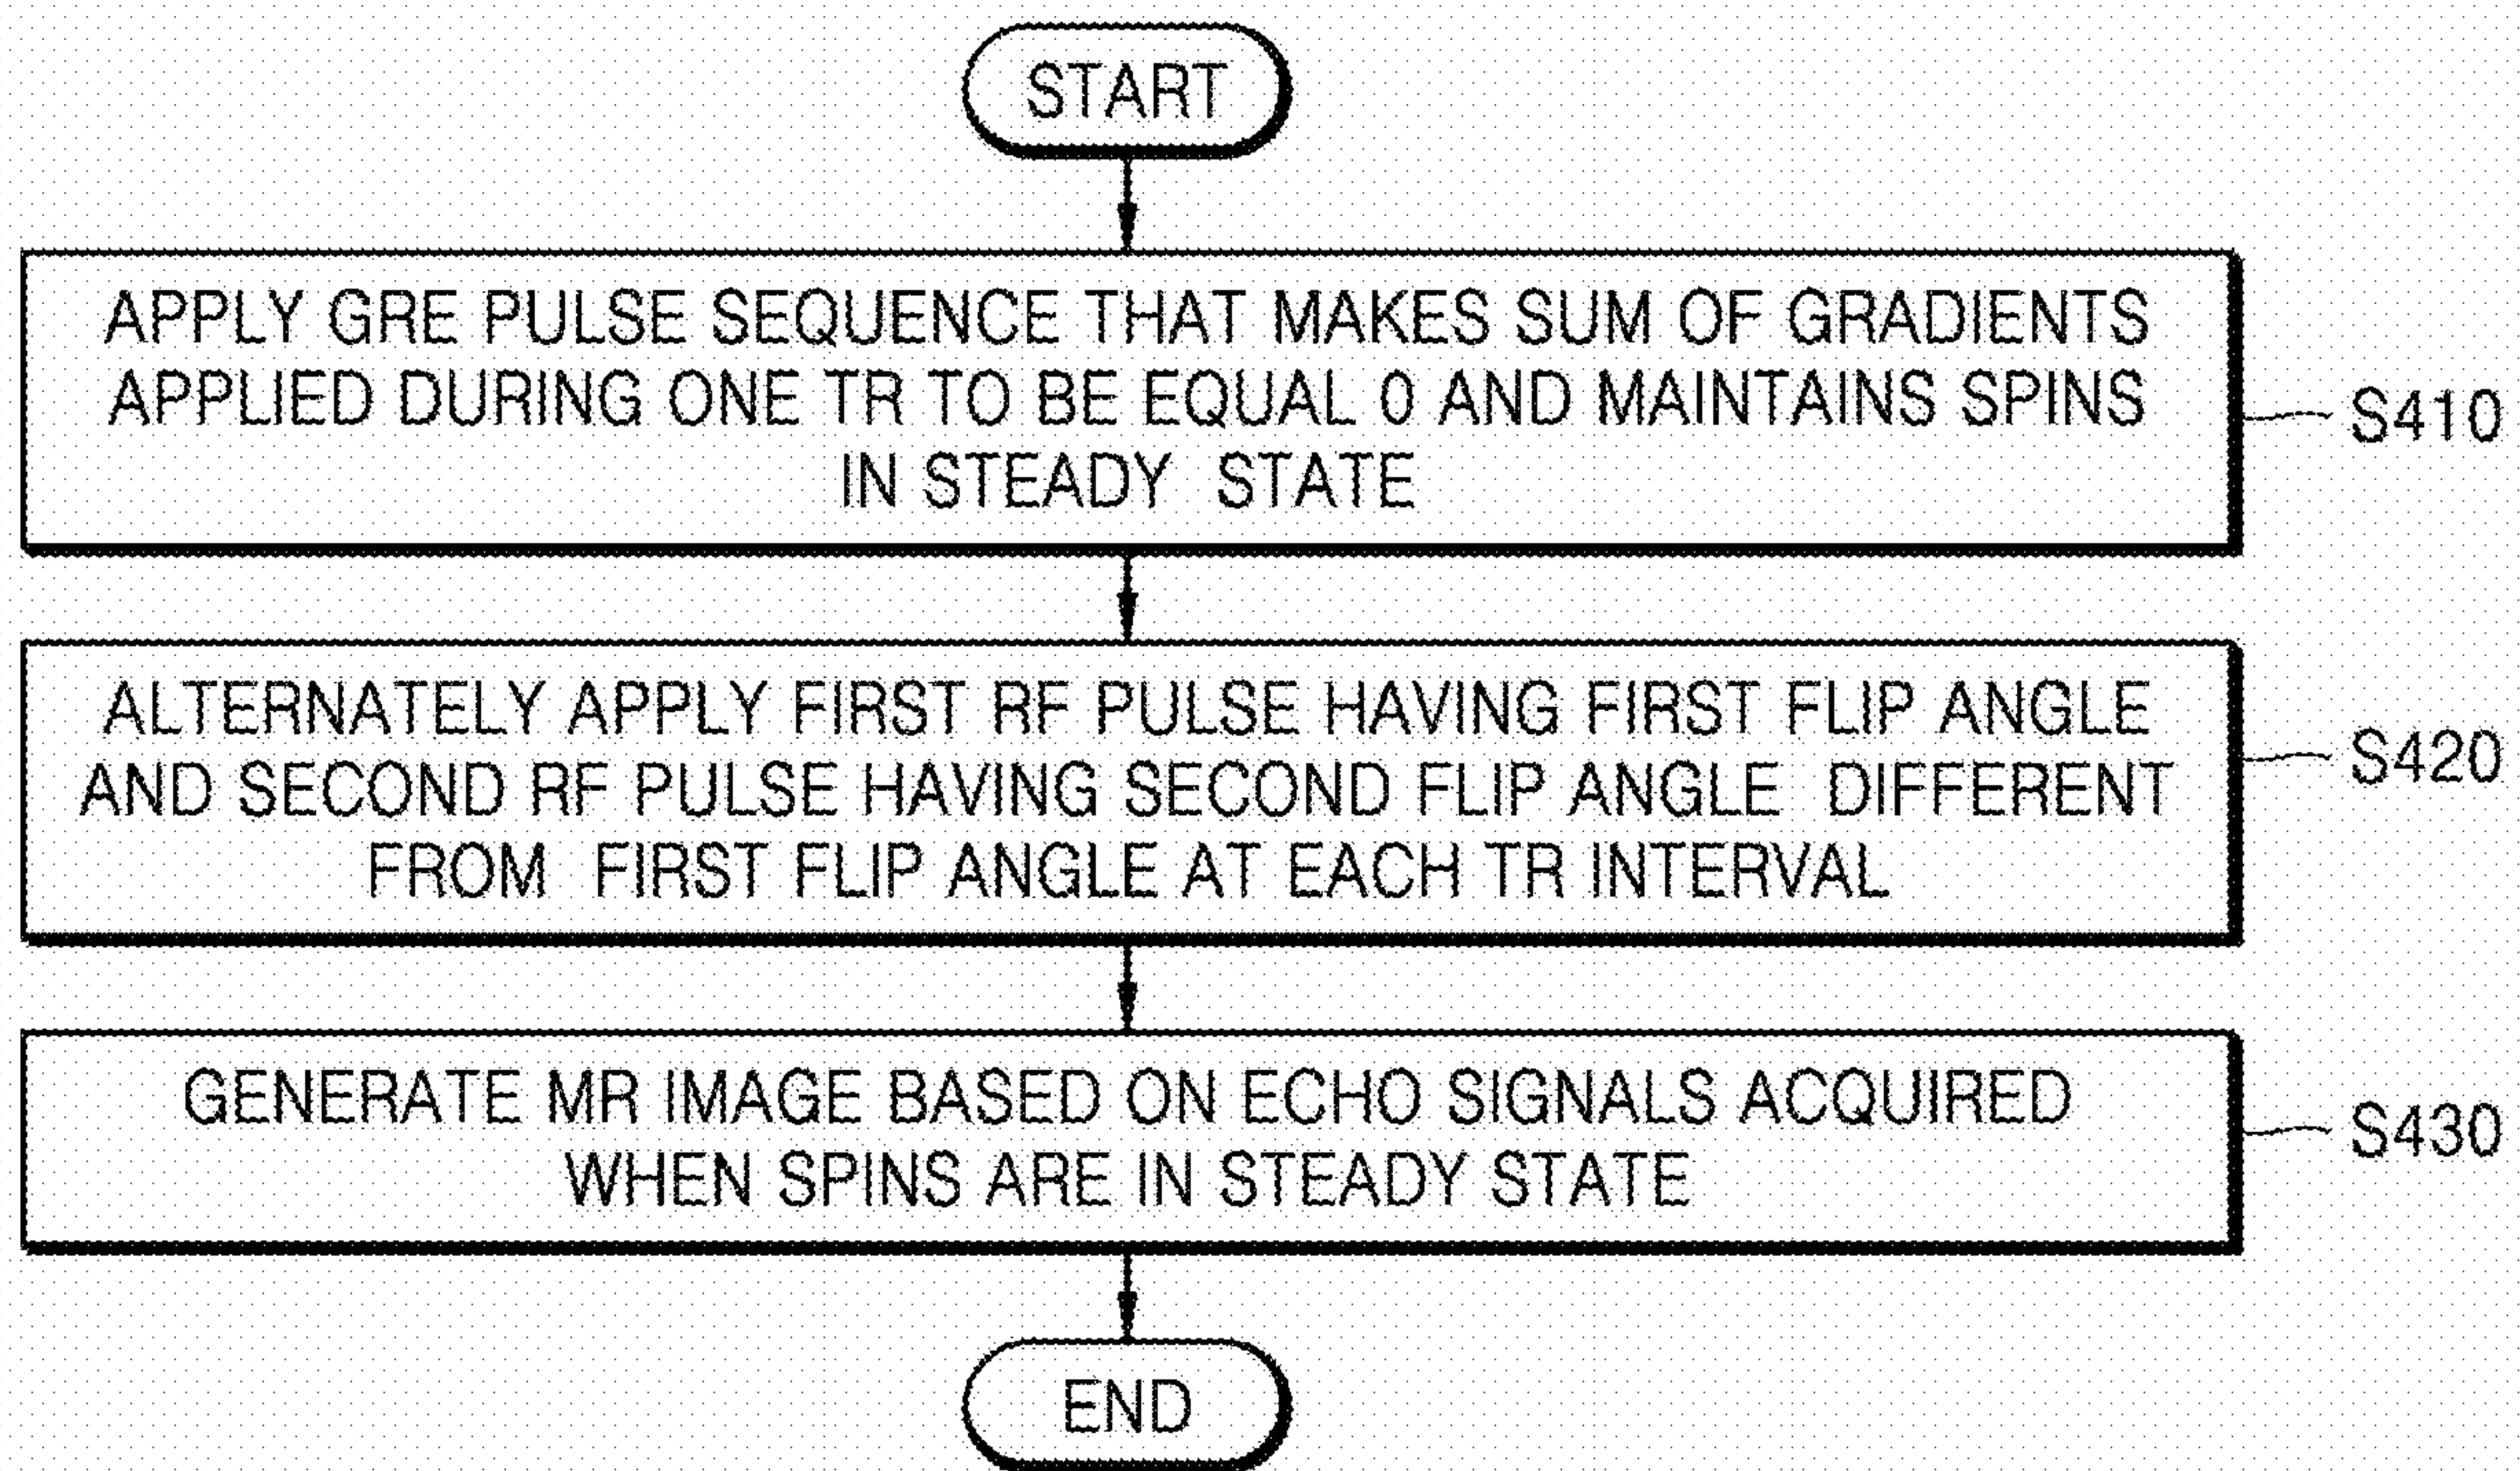 START
APPLY GRE PULSE SEQUENCE THAT MAKES SUM OF GRADIENTS
APPLIED DURING ONE TR TO BE EQUAL 0 AND MAINTAINS SPINS
IN STEADY STATE
S410
ALTERNATELY APPLY FIRST RF PULSE HAVING FIRST FLIP ANGLE
AND SECOND RF PULSE HAVING SECOND FLIP ANGLE DIFFERENT
FROM FIRST FLIP ANGLE AT EACH TR INTERVAL
S420
GENERATE MR IMAGE BASED ON ECHO SIGNALS ACQUIRED
WHEN SPINS ARE IN STEADY STATE
S430
END